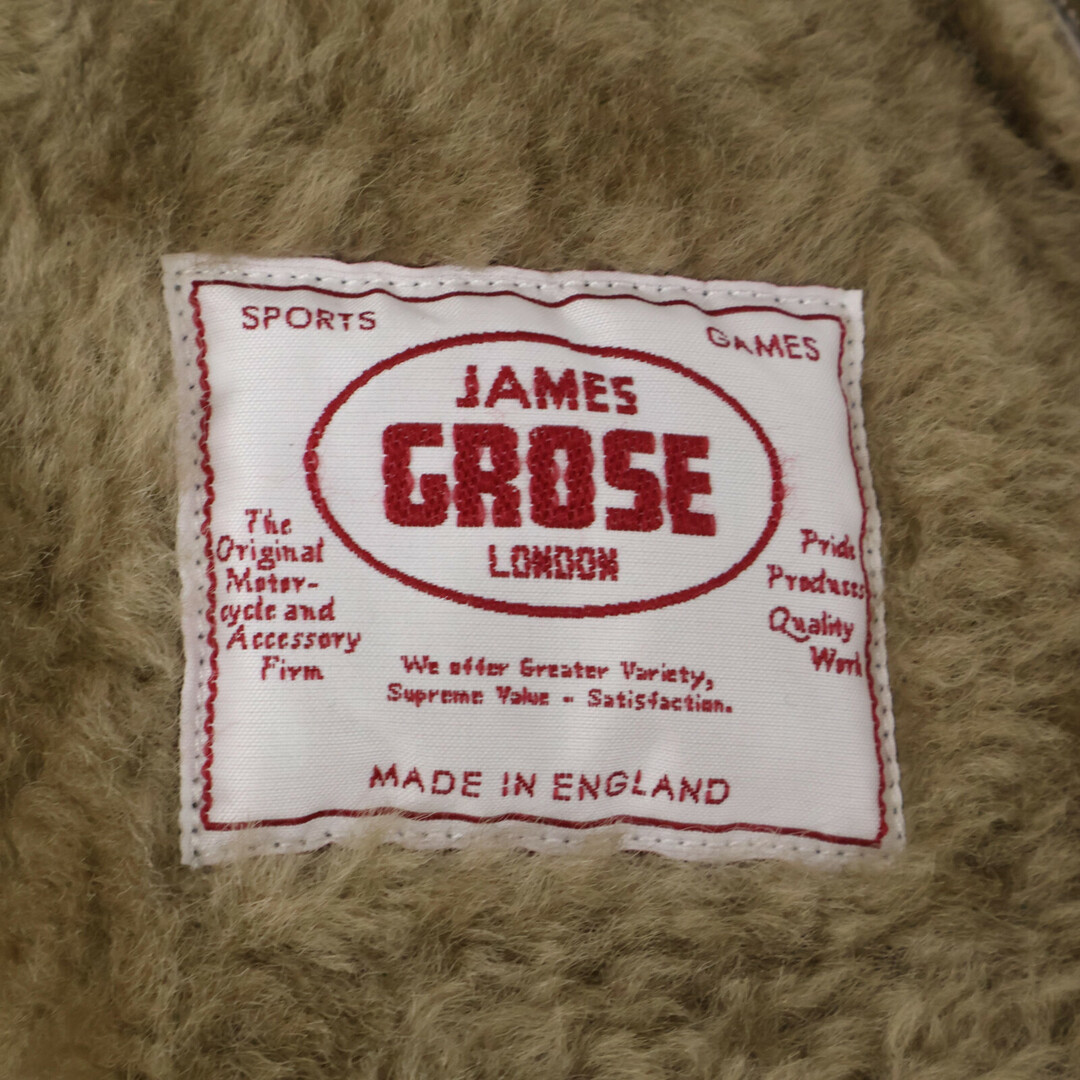 SPORTS
GAMES
JAMES
GROSE
LONDON
The
Original
Motor-
cycle and
Accessory
Firm
Pride
Produces
Quality
Work
We offer Greater Variety,
Supreme Value - Satisfaction.
MADE IN ENGLAND